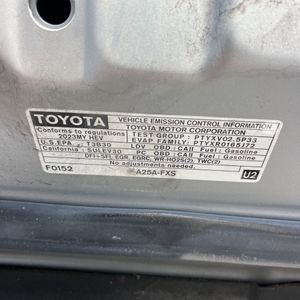 TOYOTA VEHICLE EMISSION CONTROL INFORMATION
Conforms to regulations TOYOTA MOTOR CORPORATION
2023MY HEV TEST GROUP : PTYXV02.5P33
U.S.EPA : T3B30 EVAP FAMILY: PTYXR0165J72
California : SULEV30 LDV OBD:CAII Fuel:Gasoline
PC OBD:CAII Fuel:Gasoline
DFI+SFI, EGR, EGRC, WR-HO2S(2), TWC(2)
No adjustments needed.
F0152 A25A-FXS U2